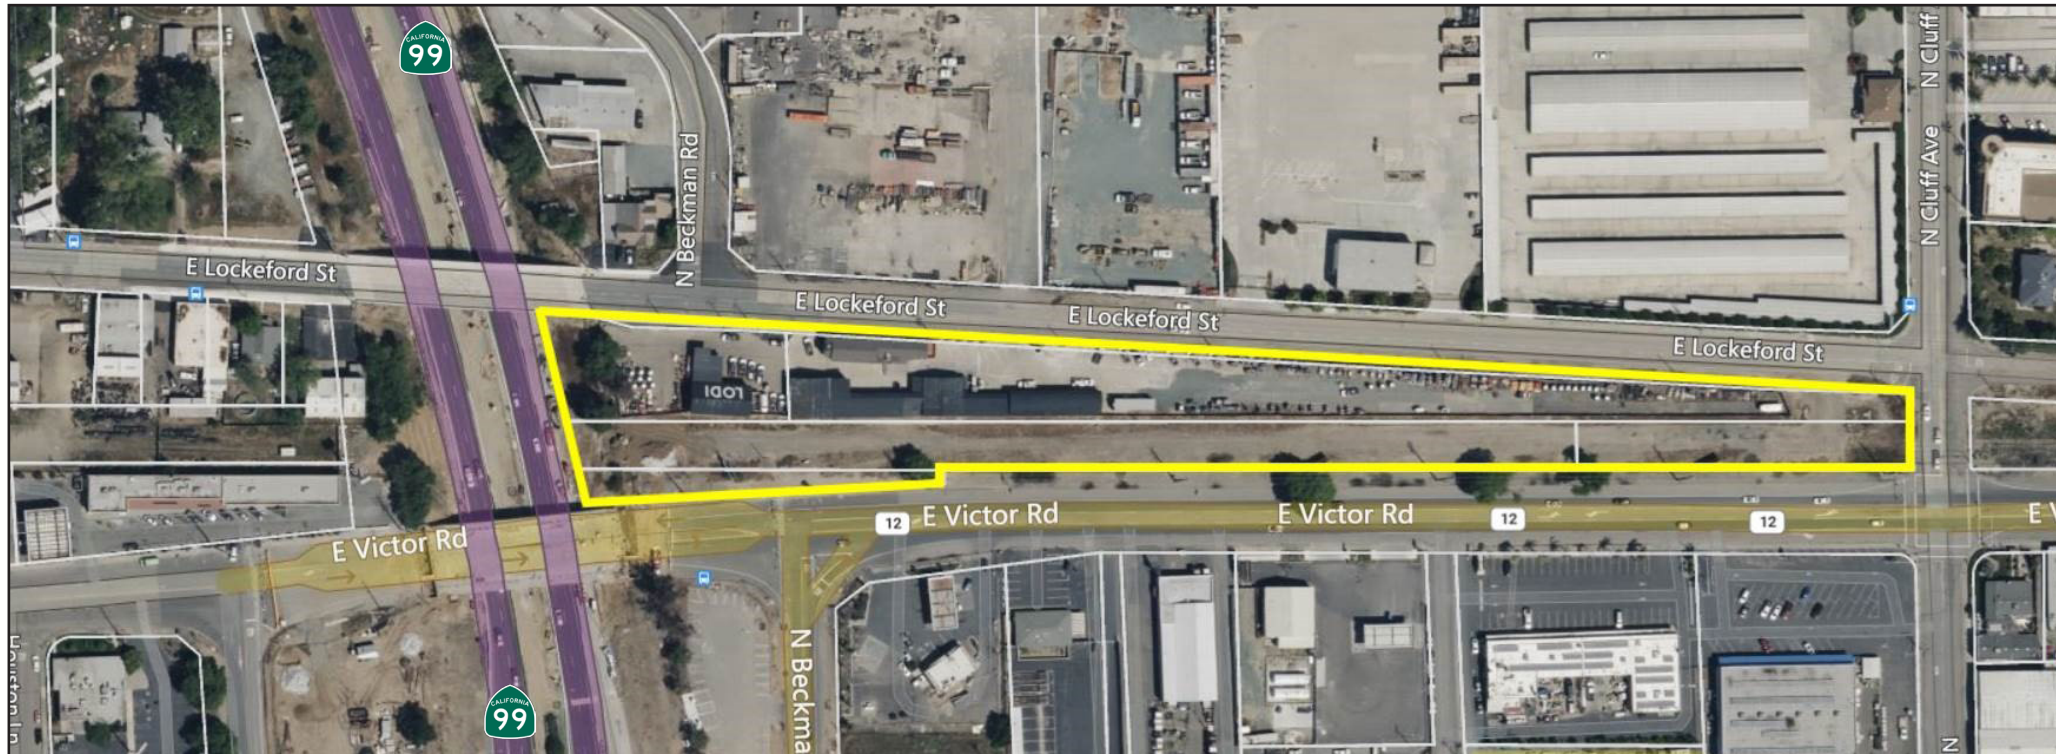 CALIFORNIA
99
N Cluff
N Cluff Ave
N Beckman Rd
E Lockeford St
E Lockeford St
E Lockeford St
E Lockeford St
LODI
12
E Victor Rd
E Victor Rd
12
12
E V
E Victor Rd
N Beckma
CALIFORNIA
99
N